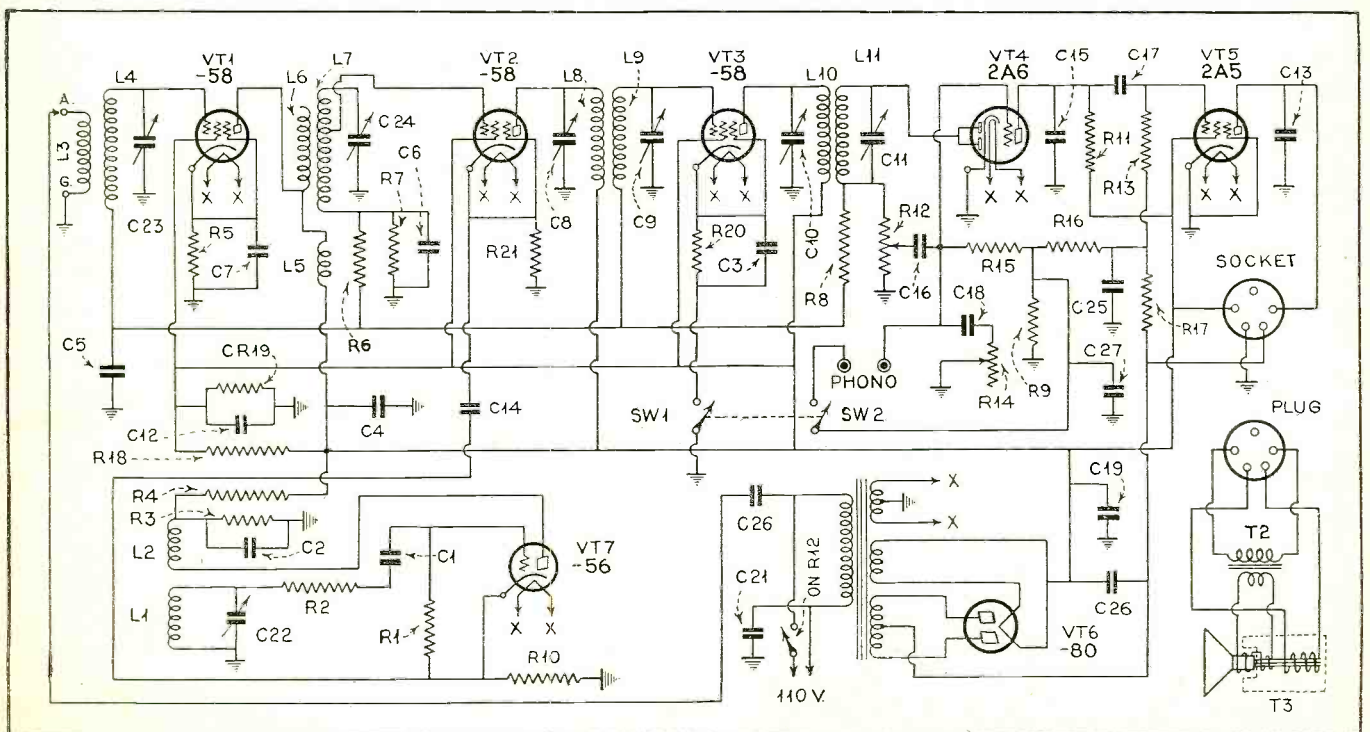 L4
VT1
-58
L6
L7
VT2
-58
L8
L9
VT3
-58
L10
L11
VT4
2A6
C15
C17
VT5
2A5
C13
A.
L3
G.
C23
C24
C6
R7
C8
C9
C10
C11
R11
R13
X X
X X
X X
X X
X X
R5
C7
L5
R21
R20
C3
R12
R8
C16
R15
R16
SOCKET
C5
R6
C18
C25
R17
CR19
PHONO
R14
R9
C27
C12
C4
C14
SW1
SW2
PLUG
R18
R4
R3
C2
L2
C1
VT7
-56
C26
X
X
C19
T2
L1
C22
R2
R1
X X
R10
C21
ON R12
110 V.
VT6
-80
C26
T3